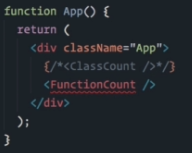 function App() {
  return (
    <div className="App">
      {/*<ClassCount />*/}
      <FunctionCount />
    </div>
  );
}